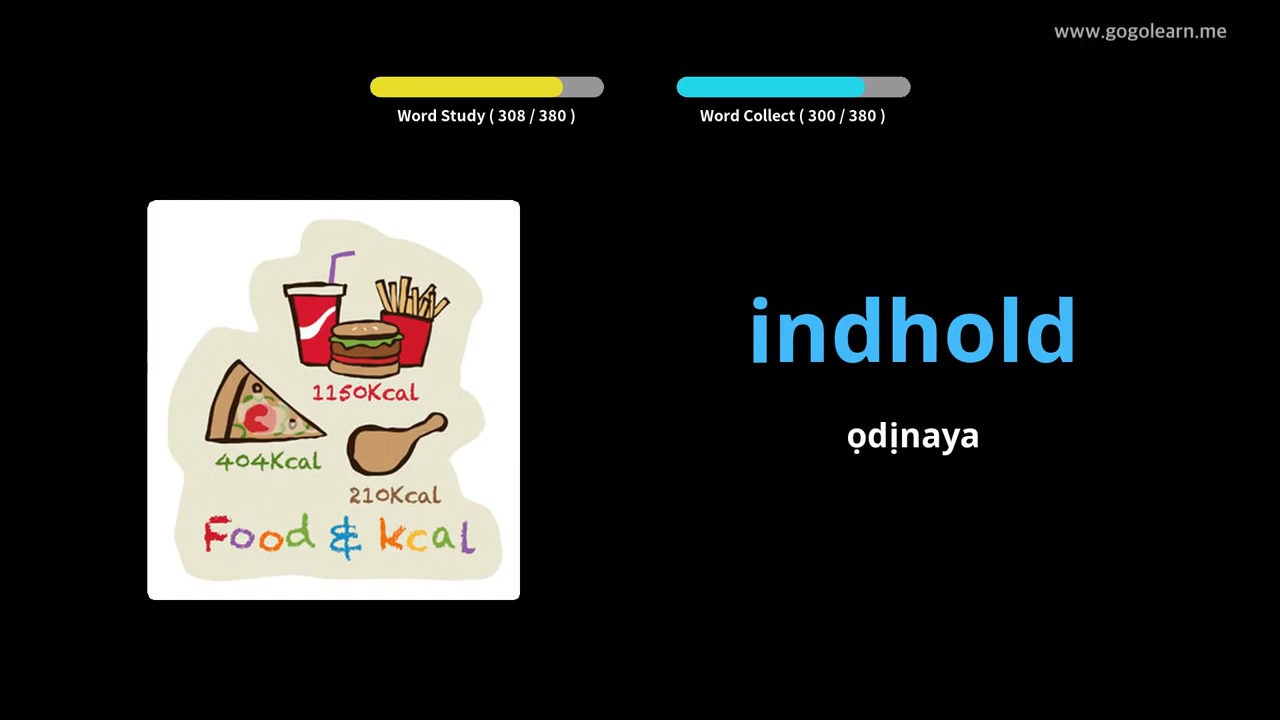 www.gogolearn.me
Word Study ( 308 / 380 )
Word Collect ( 300 / 380 )
1150Kcal
404Kcal
210Kcal
Food & kcal
indhold
ọdịnaya